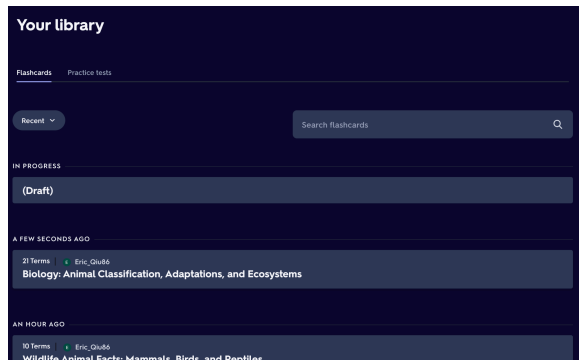 Your library
Flashcards Practice tests
Recent
Search flashcards
IN PROGRESS
(Draft)
A FEW SECONDS AGO
21 Terms Eric_Qiu86
Biology: Animal Classification, Adaptations, and Ecosystems
AN HOUR AGO
10 Terms Eric_Qiu86
Wildlife Animal Facts: Mammals, Birds, and Reptiles